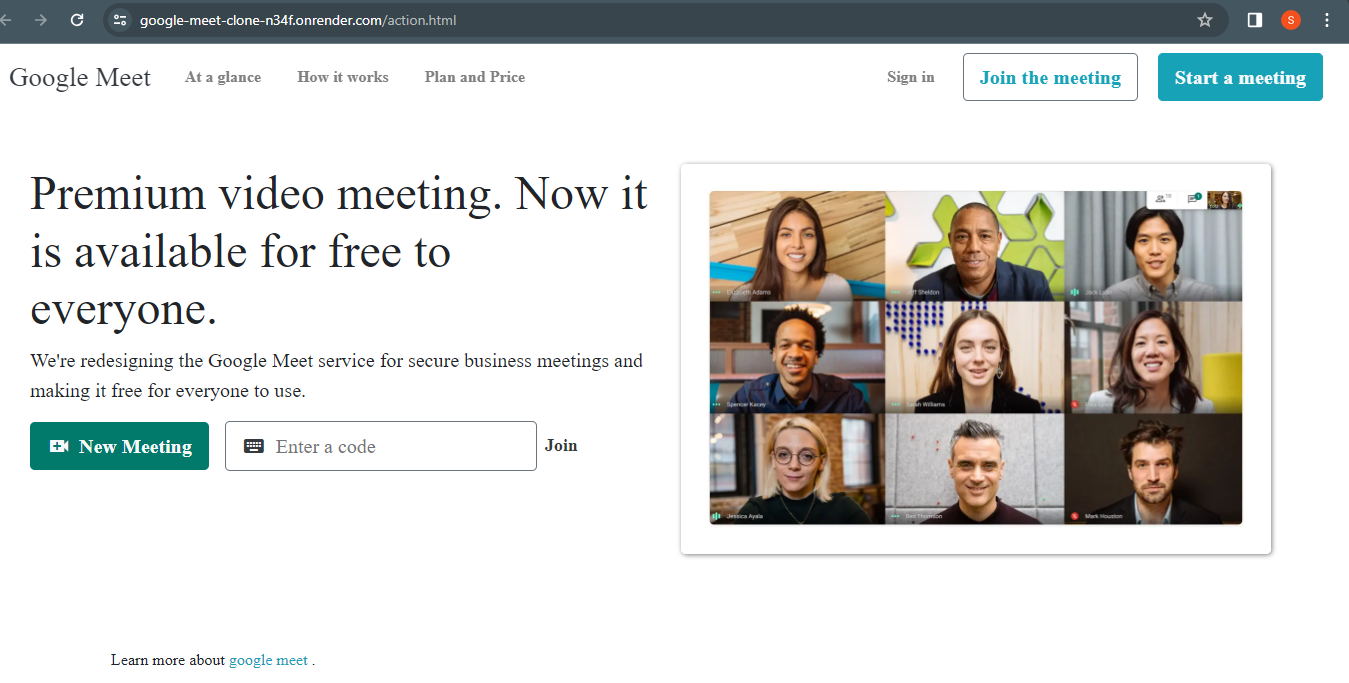 google-meet-clone-n34f.onrender.com/action.html
S
Google Meet At a glance How it works Plan and Price Sign in Join the meeting Start a meeting
Premium video meeting. Now it
is available for free to
everyone.
We're redesigning the Google Meet service for secure business meetings and
making it free for everyone to use.
New Meeting Enter a code Join
Elizabeth Adams Jeff Sheldon Jack
Spencer Kacey Sarah Williams
Jessica Ayala Ben Thornton Mark Houston
Learn more about google meet .